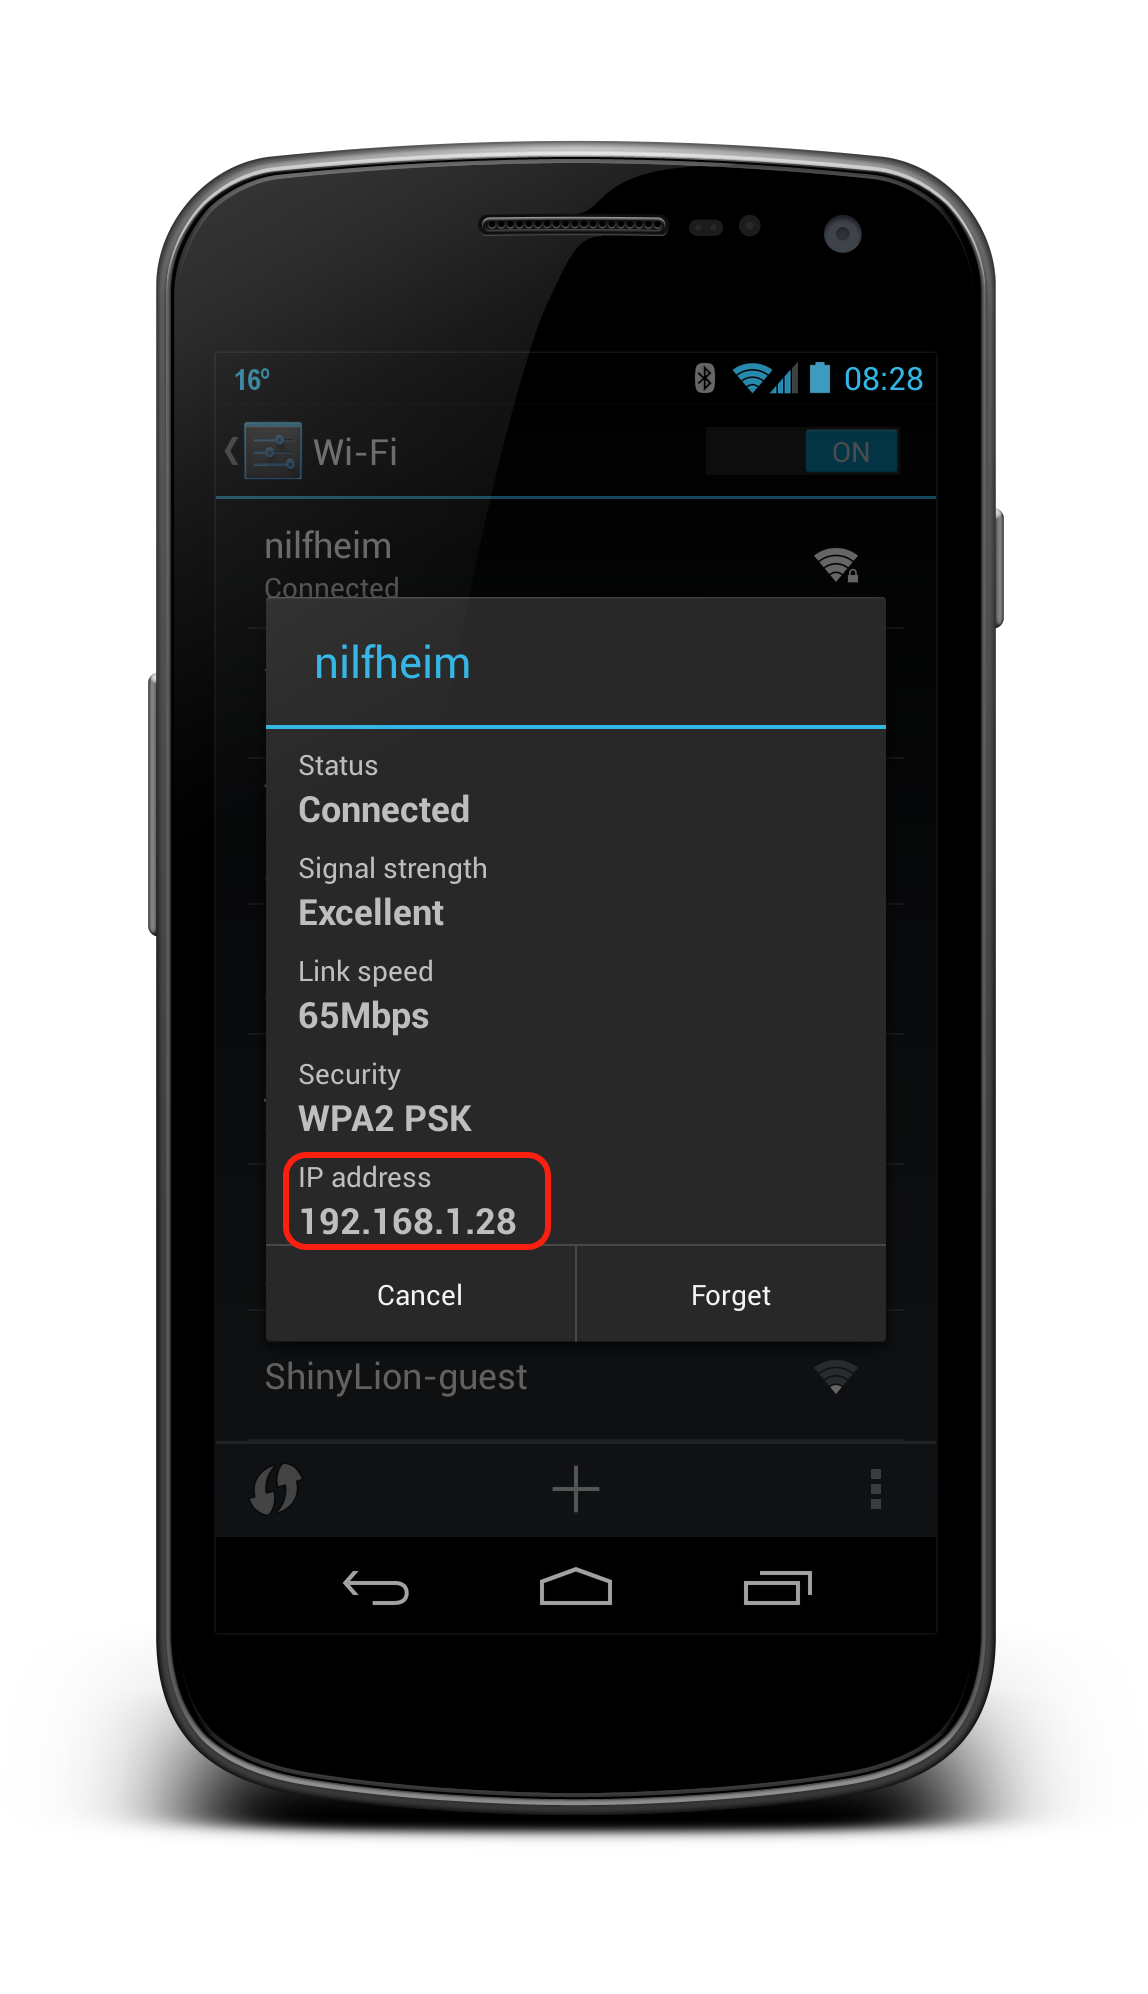 16º
08:28
Wi-Fi
ON
nilfheim
Connected
nilfheim
Status
Connected
Signal strength
Excellent
Link speed
65Mbps
Security
WPA2 PSK
IP address
192.168.1.28
Cancel
Forget
ShinyLion-guest